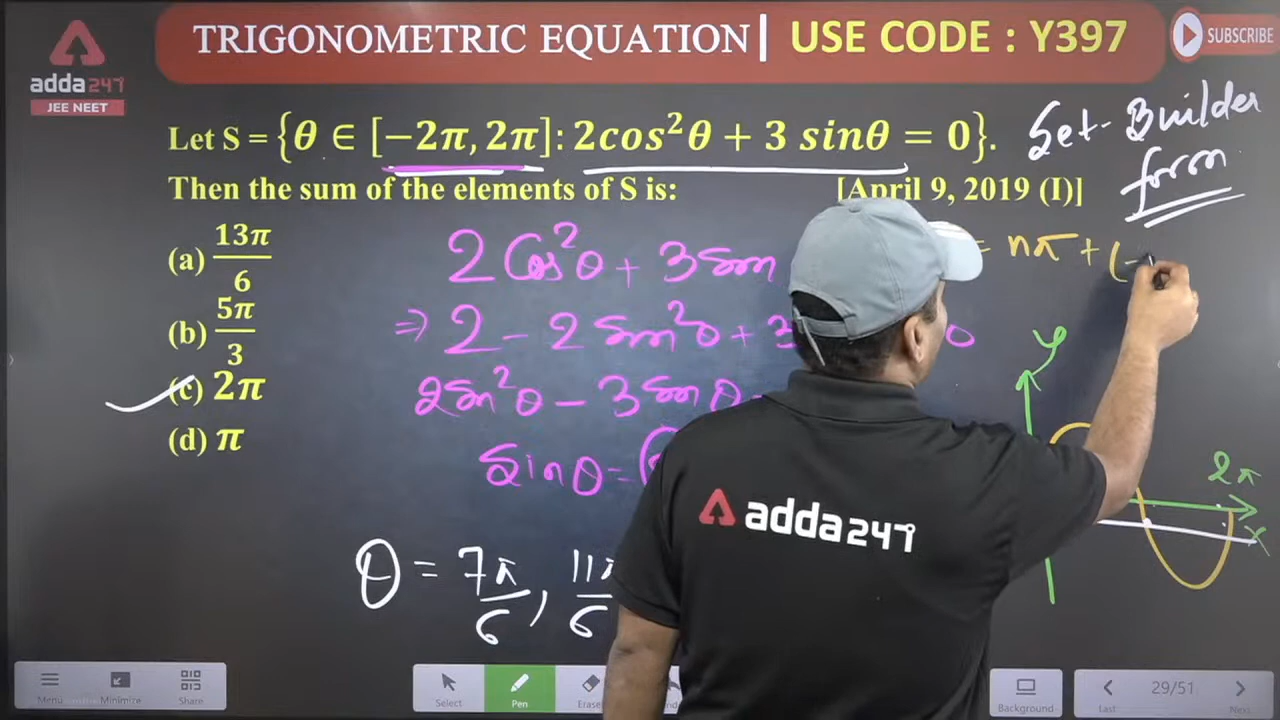 TRIGONOMETRIC EQUATION | USE CODE : Y397
SUBSCRIBE
adda247
JEE NEET
Let S = {θ ∈ [−2π, 2π]: 2cos²θ + 3 sinθ = 0}.
Set-Builder
form
Then the sum of the elements of S is: [April 9, 2019 (I)]
(a) 13π/6
(b) 5π/3
(c) 2π
(d) π
2 Cos²θ + 3 sin
= nπ + (-
⇒ 2 - 2 sin²θ + 3 0
2sin²θ - 3 sinθ -
sinθ = (
y
2π
x
θ = 7π/6, 11π/6
adda247
Menu
Minimize
Share
Select
Pen
Eraser
Background
29/51
Last
Next